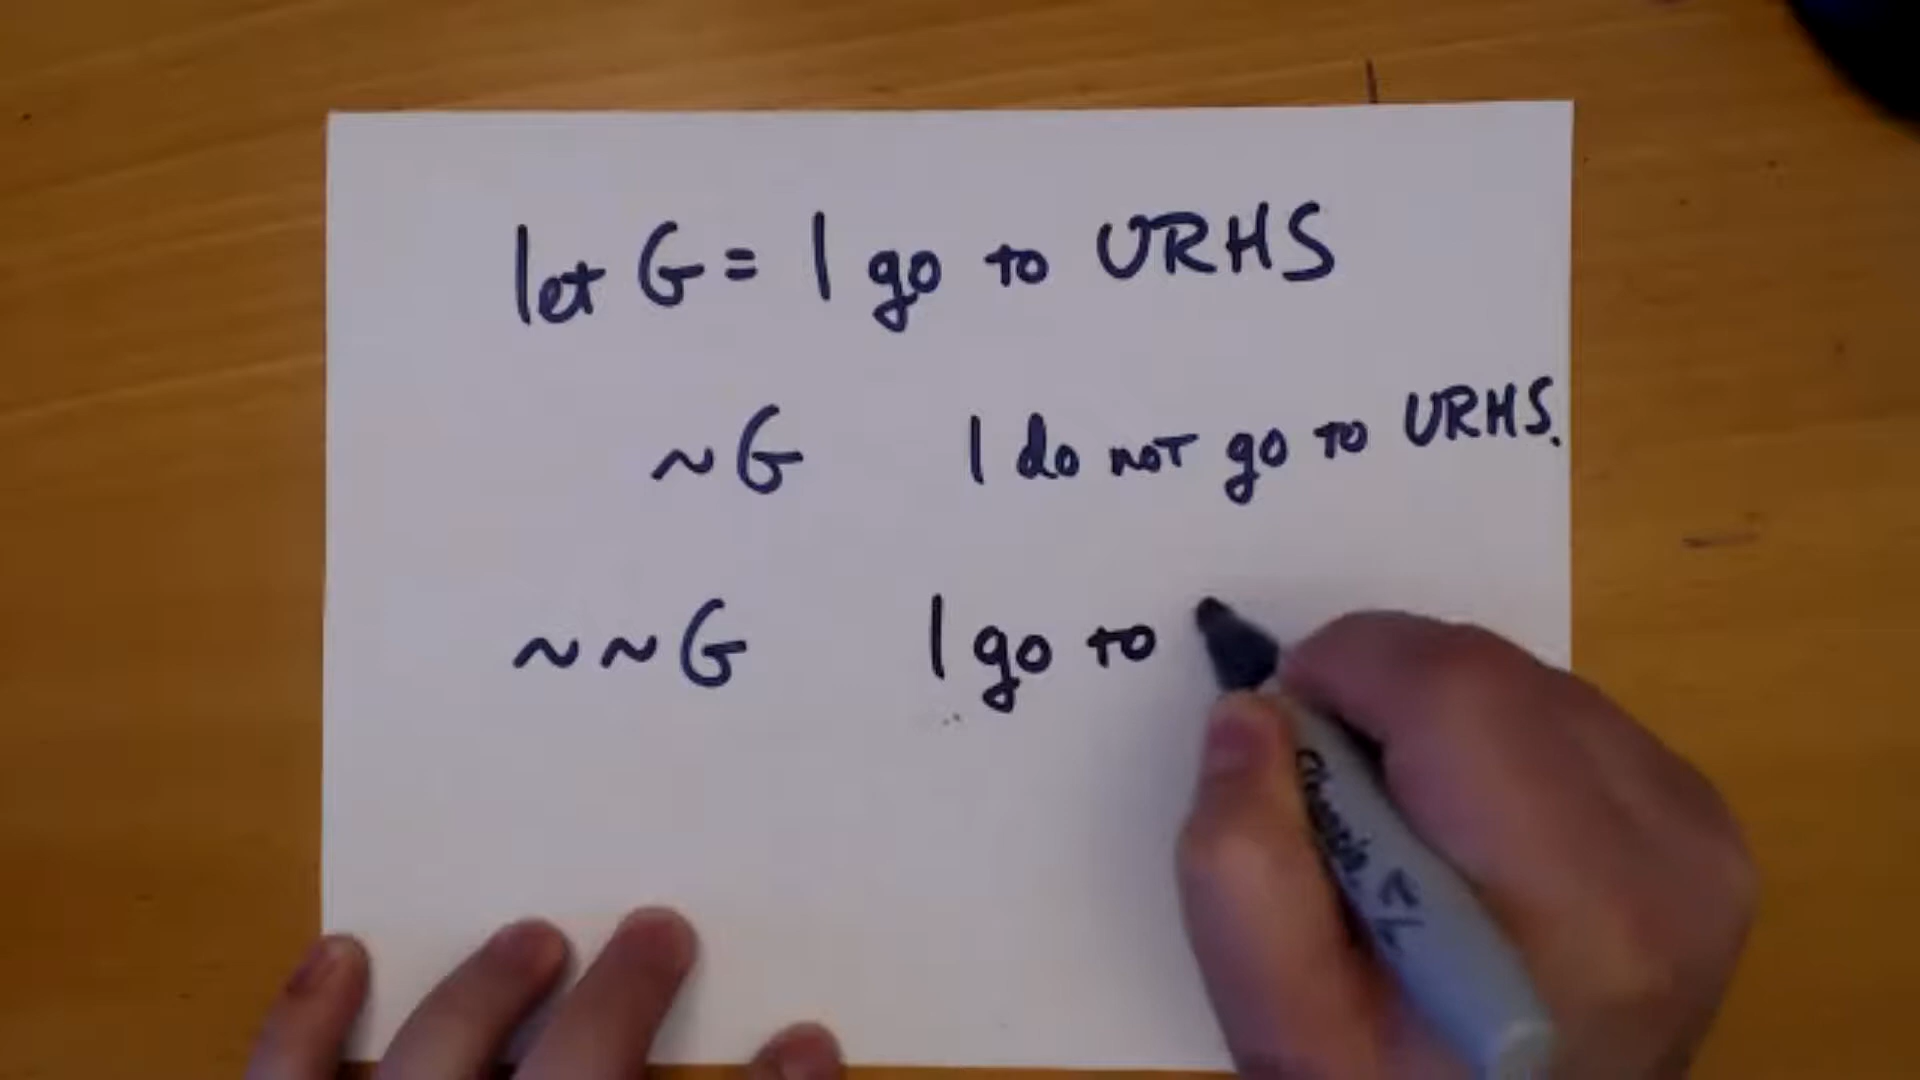 let G = I go to URHS
~G I do not go to URHS.
~~G I go to